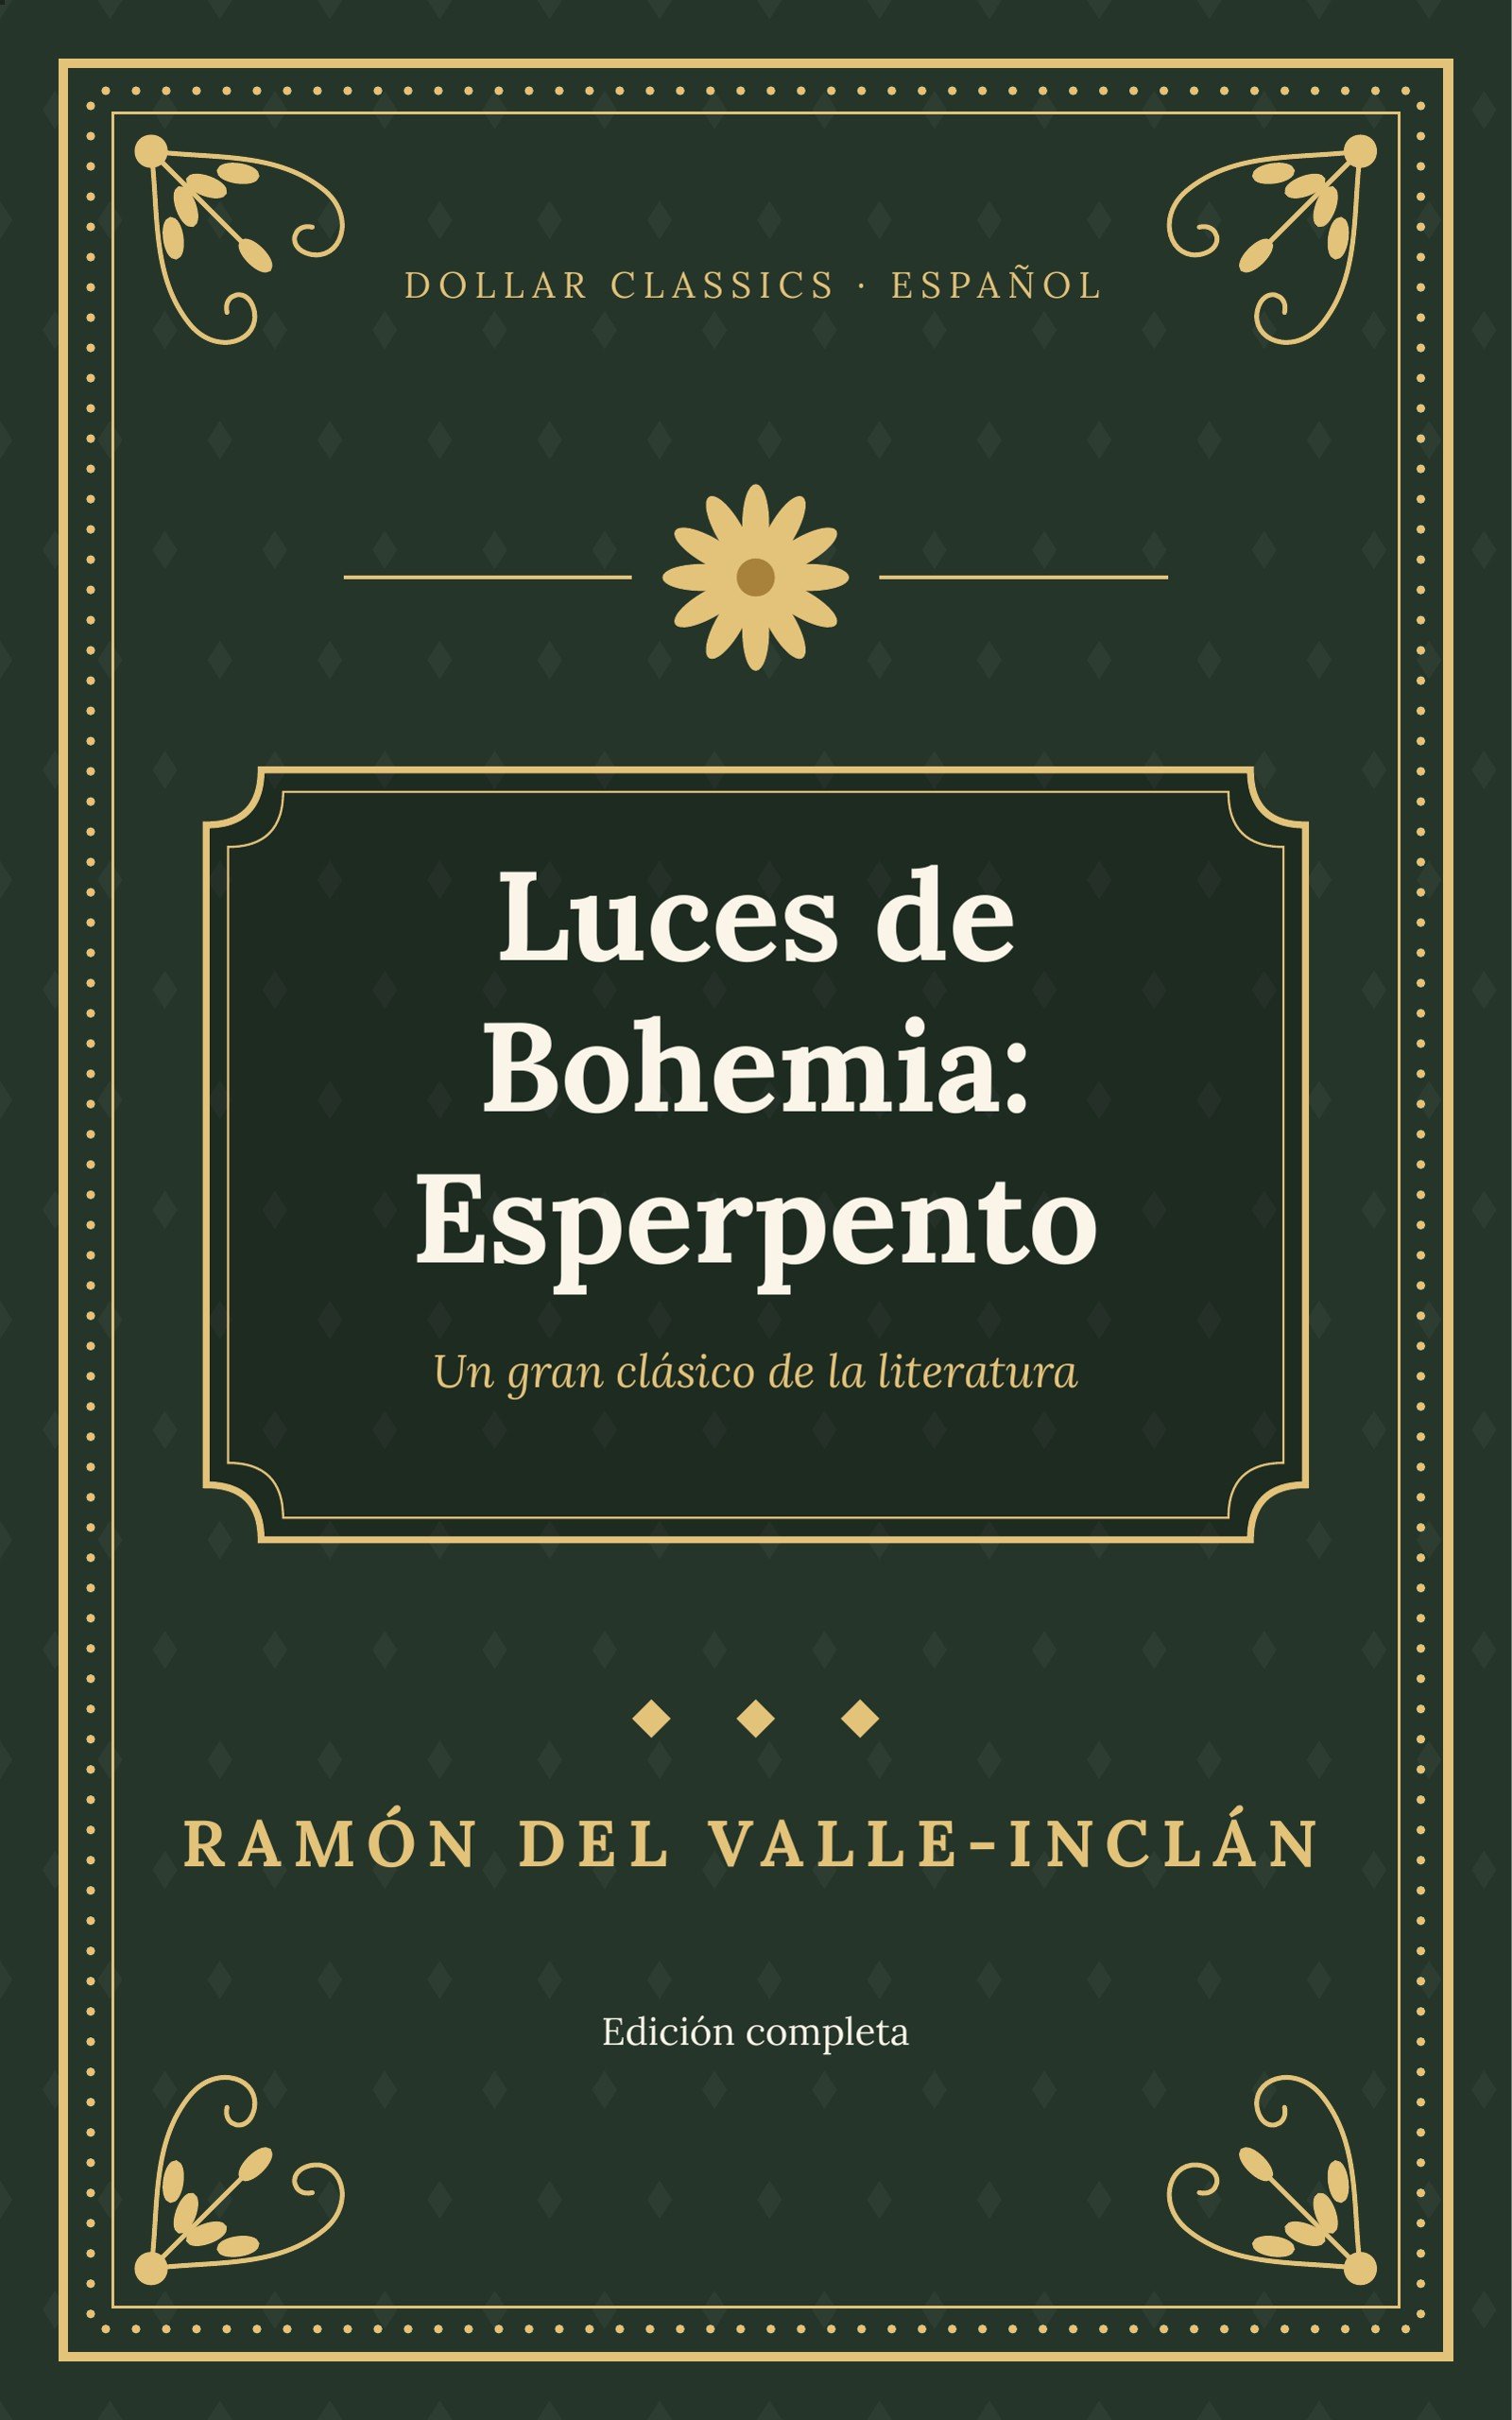 DOLLAR CLASSICS · ESPAÑOL
Luces de
Bohemia:
Esperpento
Un gran clásico de la literatura
RAMÓN DEL VALLE-INCLÁN
Edición completa